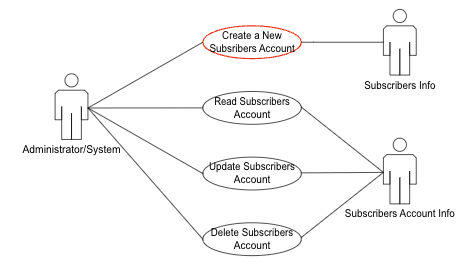 Create a New
Subsribers Account
Subscribers Info
Read Subscribers
Account
Administrator/System
Update Subscribers
Account
Subscribers Account Info
Delete Subscribers
Account